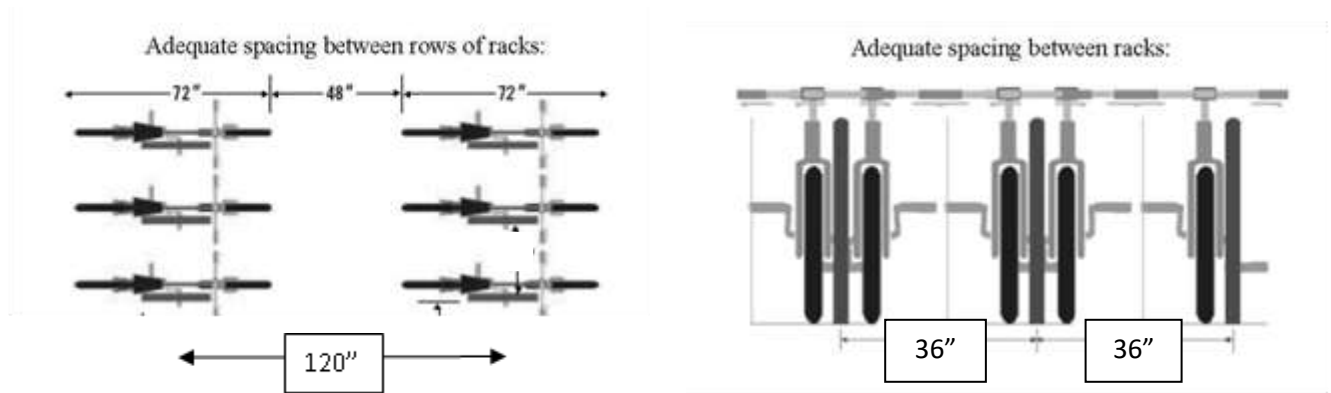 Adequate spacing between rows of racks:
72" 48" 72"
120”
Adequate spacing between racks:
36” 36”